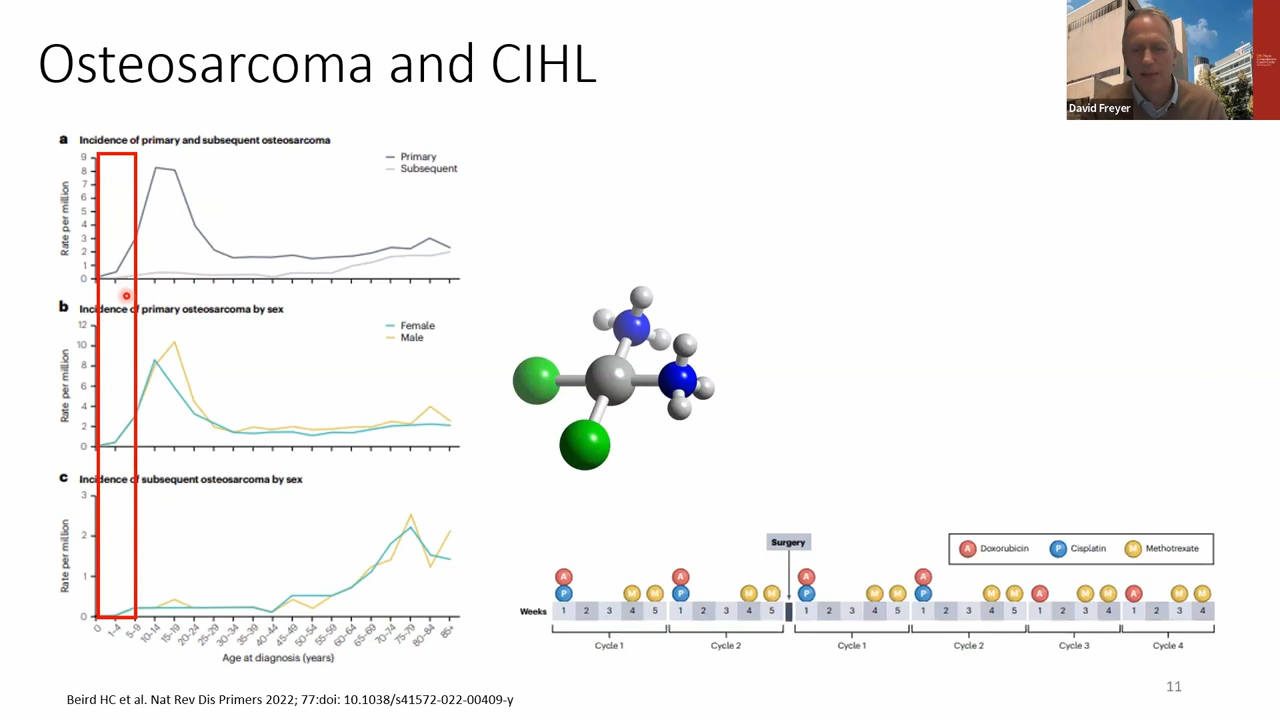 Osteosarcoma and CIHL
David Freyer
a Incidence of primary and subsequent osteosarcoma
Primary
Subsequent
Rate per million
9
8
7
6
5
4
3
2
1
0
b Incidence of primary osteosarcoma by sex
Female
Male
Rate per million
12
10
8
6
4
2
0
c Incidence of subsequent osteosarcoma by sex
Rate per million
3
2
1
0
0 1-4 5-9 10-14 15-19 20-24 25-29 30-34 35-39 40-44 45-49 50-54 55-59 60-64 65-69 70-74 75-79 80-84 85+
Age at diagnosis (years)
Surgery
A Doxorubicin P Cisplatin M Methotrexate
A A A A
P M M P M M P M M P M M A M M A M M
Weeks 1 2 3 4 5 1 2 3 4 5 1 2 3 4 5 1 2 3 4 5 1 2 3 4 1 2 3 4
Cycle 1 Cycle 2 Cycle 1 Cycle 2 Cycle 3 Cycle 4
Beird HC et al. Nat Rev Dis Primers 2022; 77:doi: 10.1038/s41572-022-00409-y
11